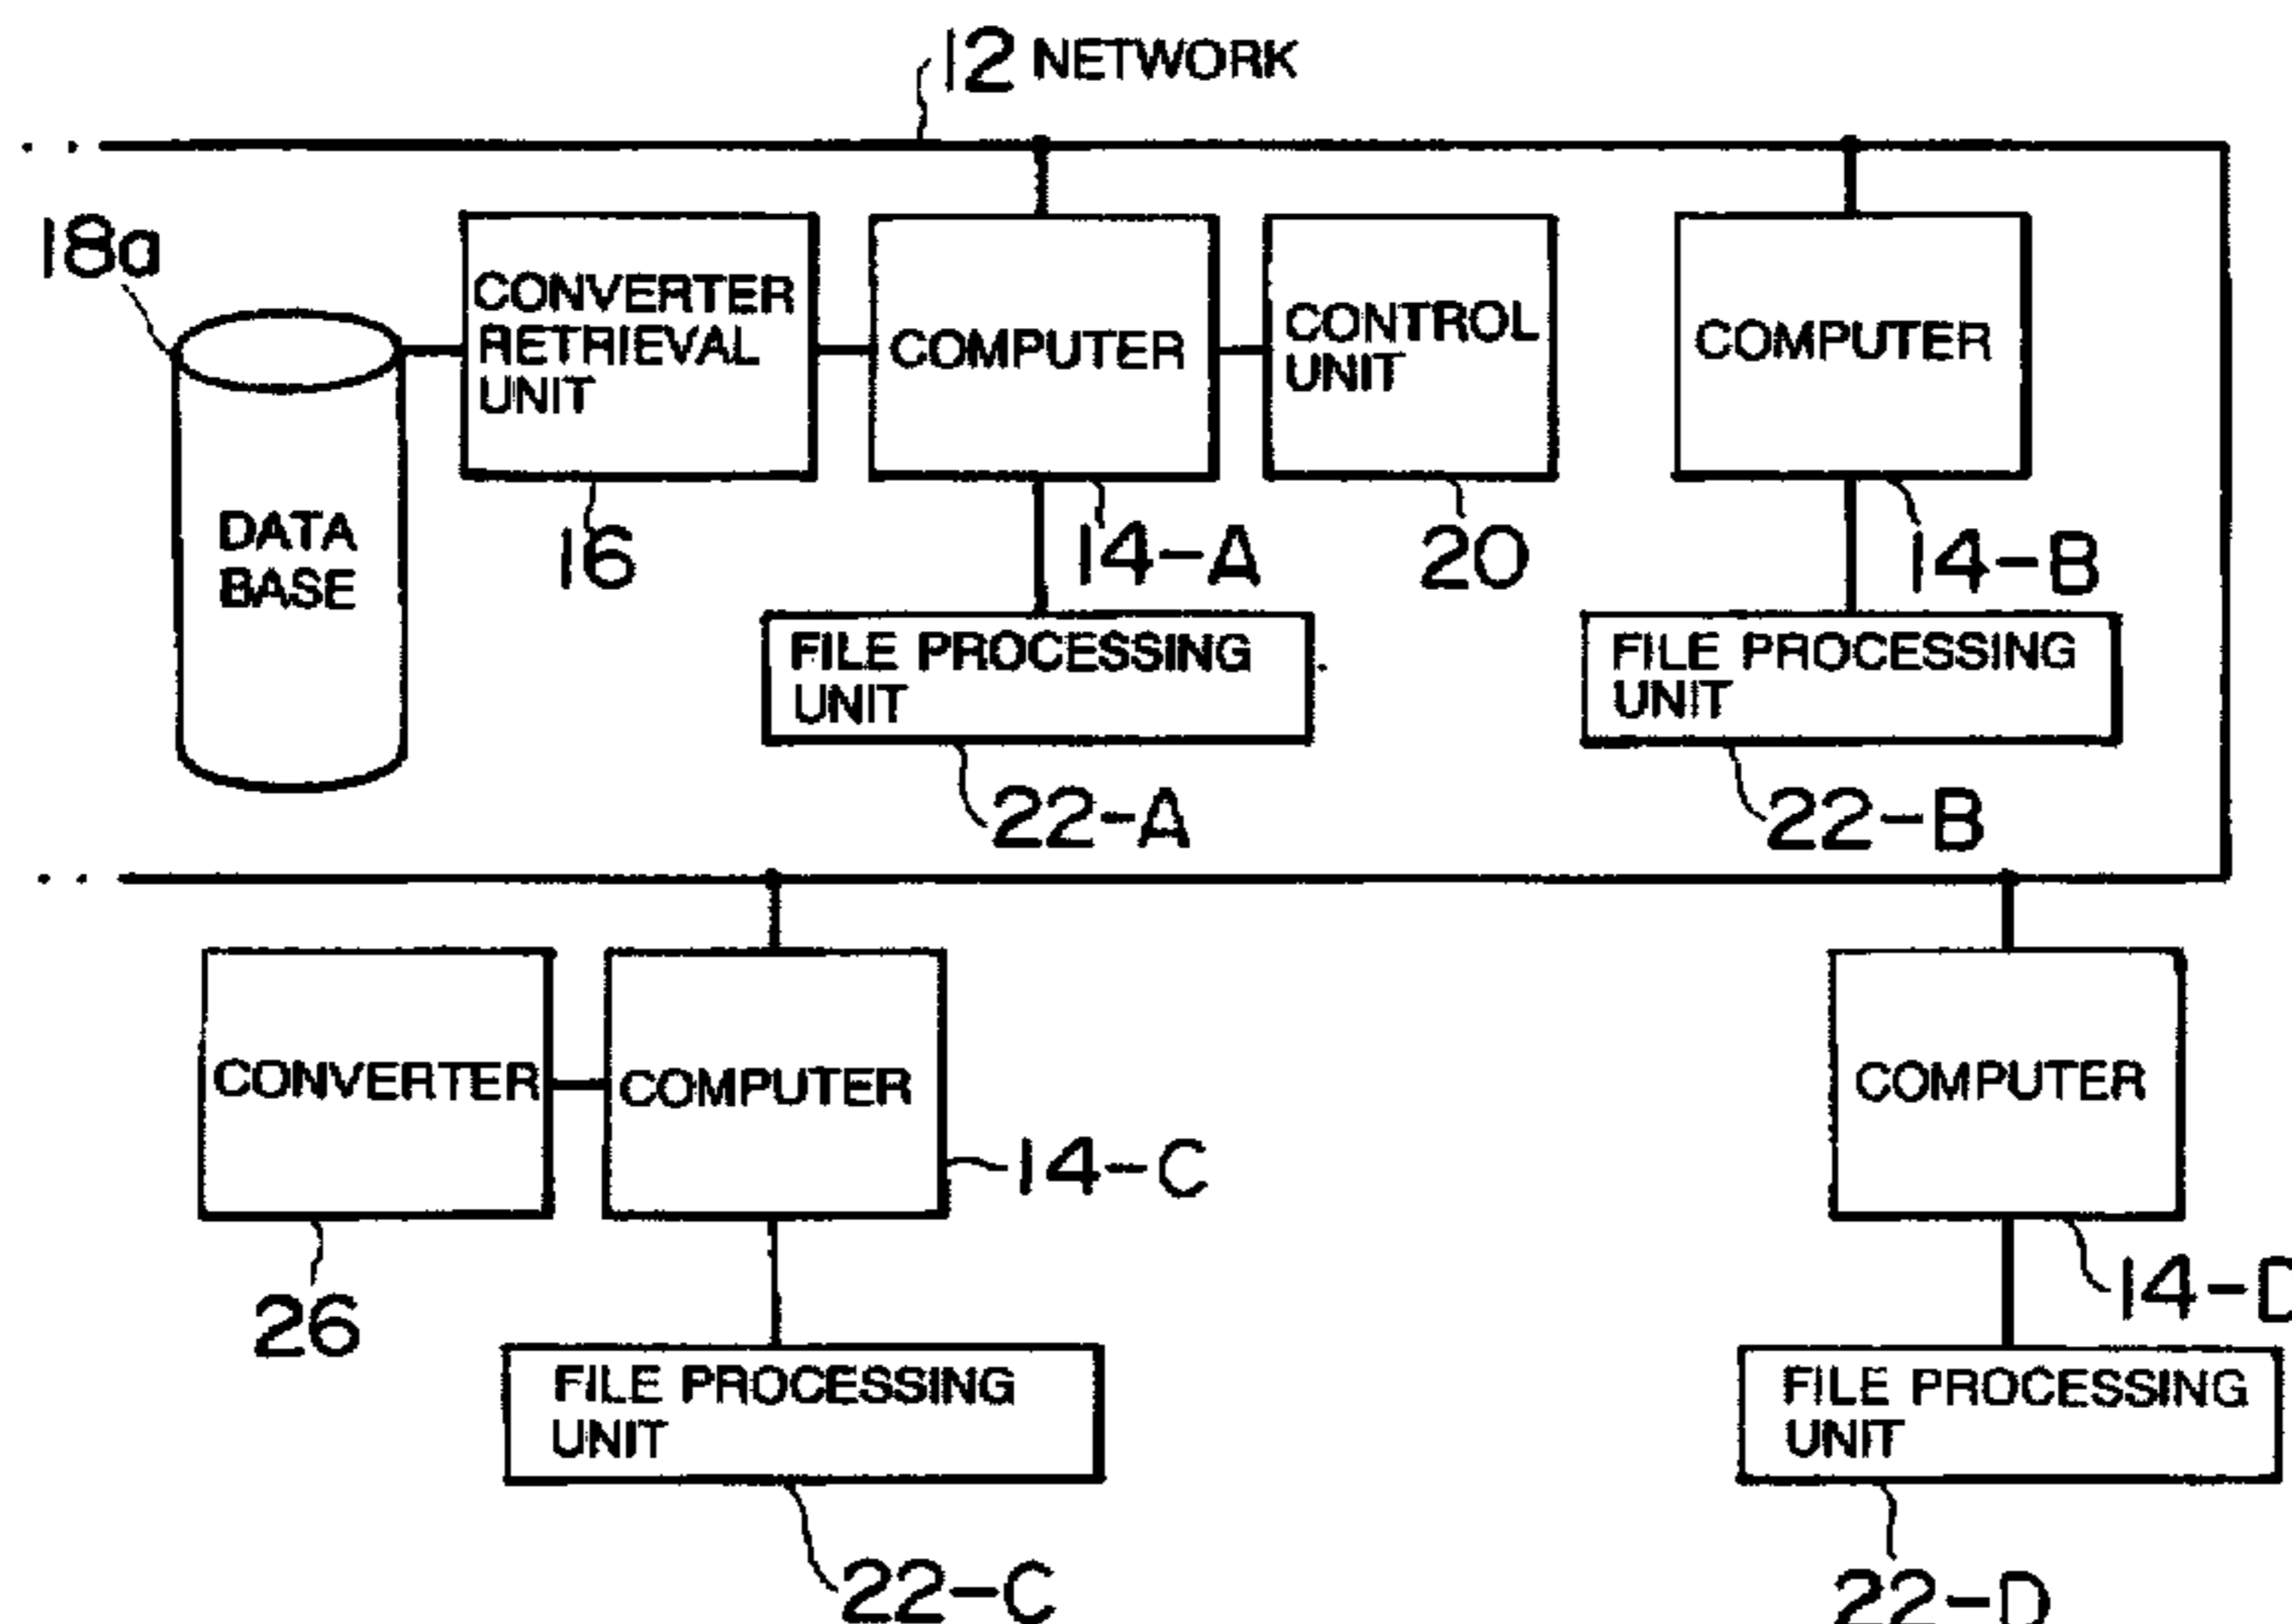 12 NETWORK
18a
CONVERTER
RETRIEVAL
UNIT
COMPUTER
CONTROL
UNIT
COMPUTER
DATA
BASE
16
14-A
20
14-B
FILE PROCESSING
UNIT
FILE PROCESSING
UNIT
22-A
22-B
CONVERTER
COMPUTER
COMPUTER
14-C
26
14-D
FILE PROCESSING
UNIT
FILE PROCESSING
UNIT
22-C
22-D